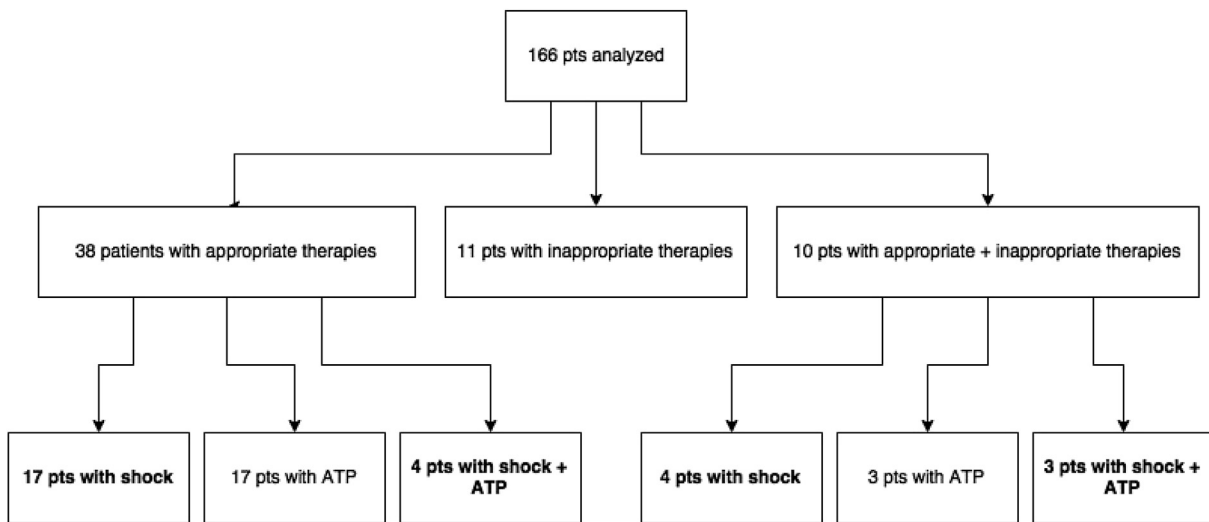 166 pts analyzed
38 patients with appropriate therapies
11 pts with inappropriate therapies
10 pts with appropriate + inappropriate therapies
17 pts with shock
17 pts with ATP
4 pts with shock +
ATP
4 pts with shock
3 pts with ATP
3 pts with shock +
ATP